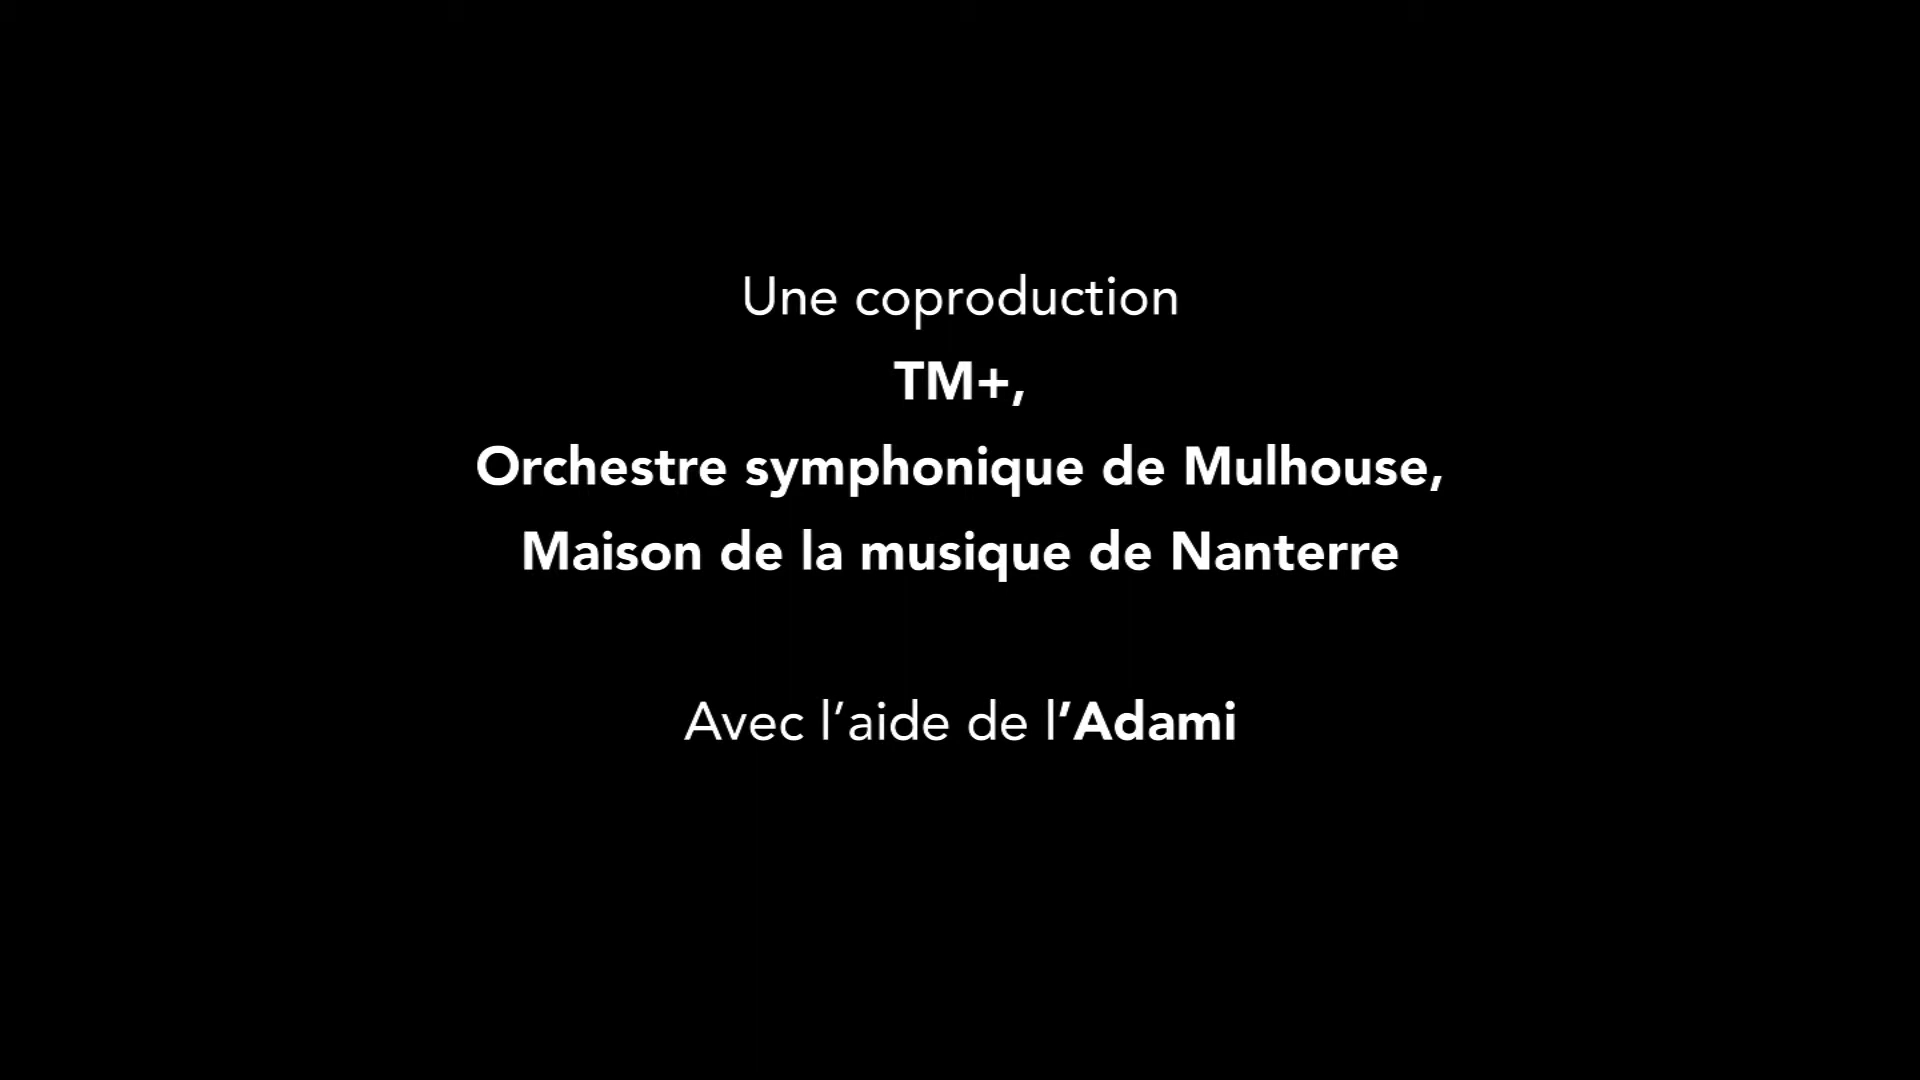 Une coproduction
TM+,
Orchestre symphonique de Mulhouse,
Maison de la musique de Nanterre
Avec l’aide de l’Adami